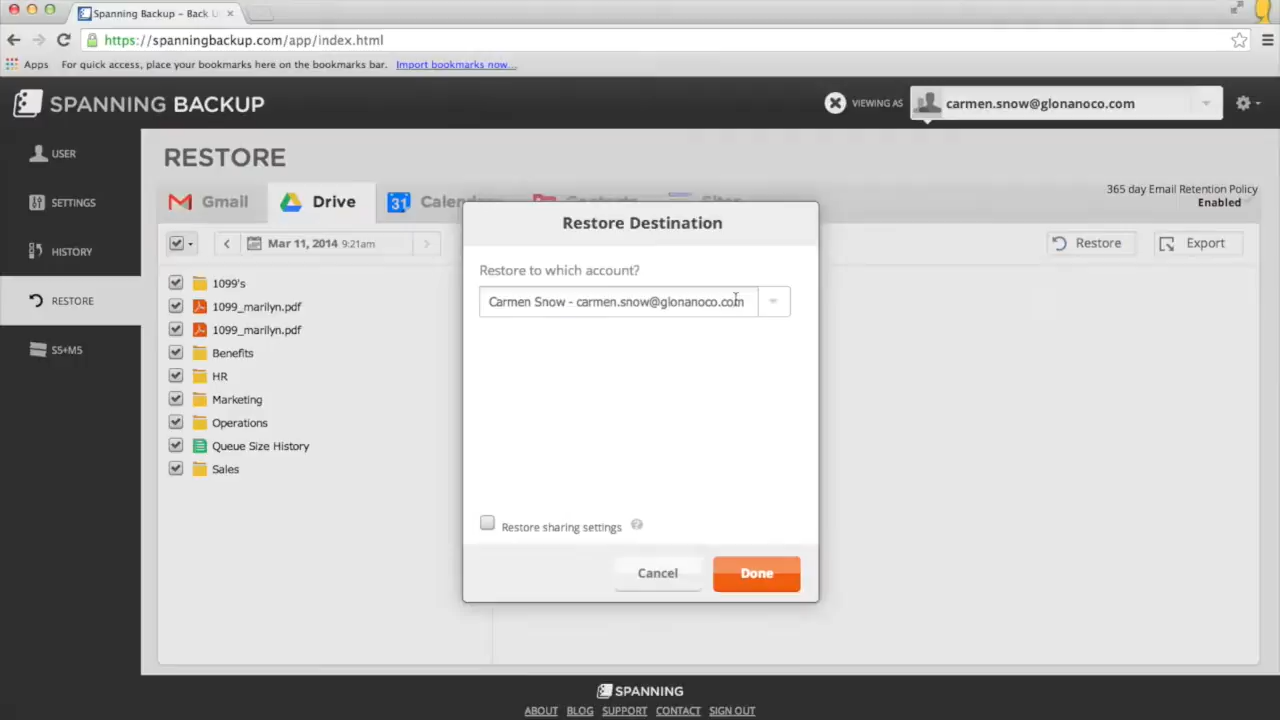 Spanning Backup – Back U
https://spanningbackup.com/app/index.html
Apps For quick access, place your bookmarks here on the bookmarks bar. Import bookmarks now...
SPANNING BACKUP
VIEWING AS carmen.snow@glonanoco.com
USER
SETTINGS
HISTORY
RESTORE
SS+MS
RESTORE
365 day Email Retention Policy
Enabled
Gmail Drive 31 Calendar Contacts Sites
Mar 11, 2014 9:21am
Restore Export
1099's
1099_marilyn.pdf
1099_marilyn.pdf
Benefits
HR
Marketing
Operations
Queue Size History
Sales
Restore Destination
Restore to which account?
Carmen Snow - carmen.snow@glonanoco.com
Restore sharing settings ?
Cancel Done
SPANNING
ABOUT BLOG SUPPORT CONTACT SIGN OUT